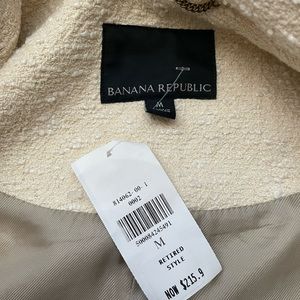 BANANA REPUBLIC
M
814062-00-1
0002
500084245491
M
RETIRED
STYLE
NOW $215.9